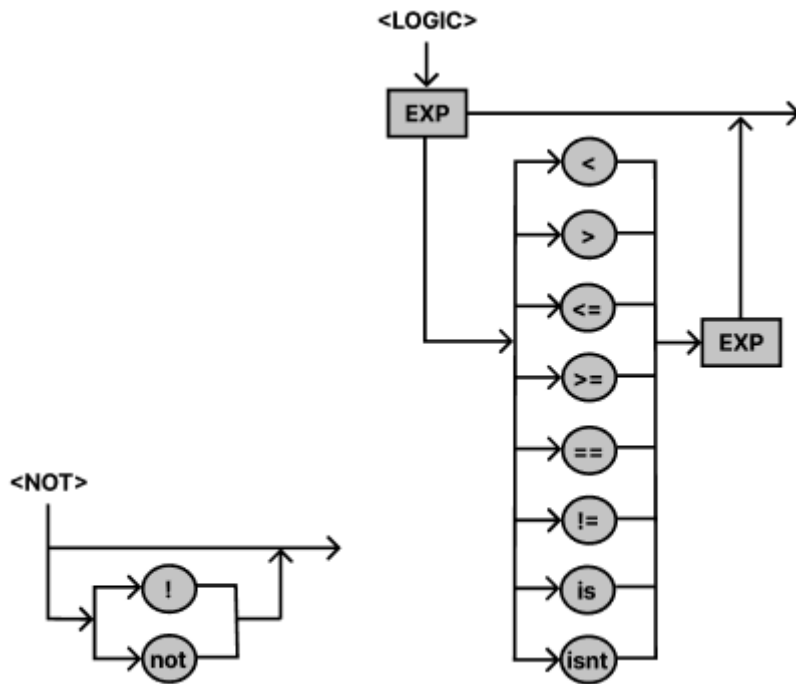 <LOGIC>
EXP
<
>
<=
EXP
>=
==
!=
is
isnt
<NOT>
!
not